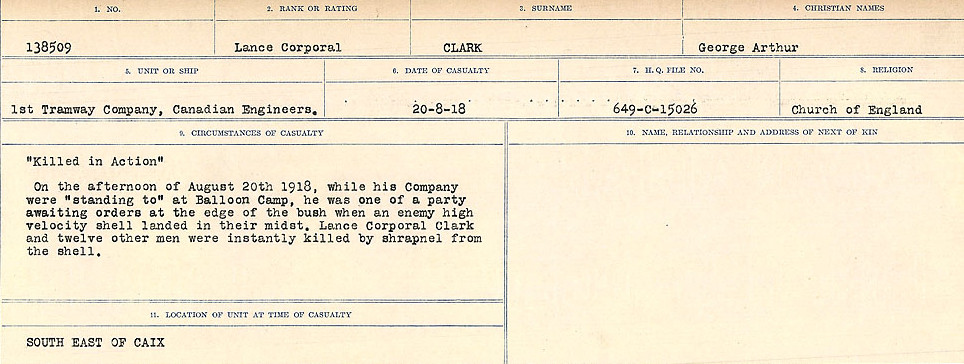 1. NO. 2. RANK OR RATING 3. SURNAME 4. CHRISTIAN NAMES
138509 Lance Corporal CLARK George Arthur
5. UNIT OR SHIP 6. DATE OF CASUALTY 7. H.Q. FILE NO. 8. RELIGION
1st Tramway Company, Canadian Engineers. 20-8-18 649-C-15026 Church of England
9. CIRCUMSTANCES OF CASUALTY 10. NAME, RELATIONSHIP AND ADDRESS OF NEXT OF KIN
"Killed in Action"
On the afternoon of August 20th 1918, while his Company
were "standing to" at Balloon Camp, he was one of a party
awaiting orders at the edge of the bush when an enemy high
velocity shell landed in their midst. Lance Corporal Clark
and twelve other men were instantly killed by shrapnel from
the shell.
11. LOCATION OF UNIT AT TIME OF CASUALTY
SOUTH EAST OF CAIX